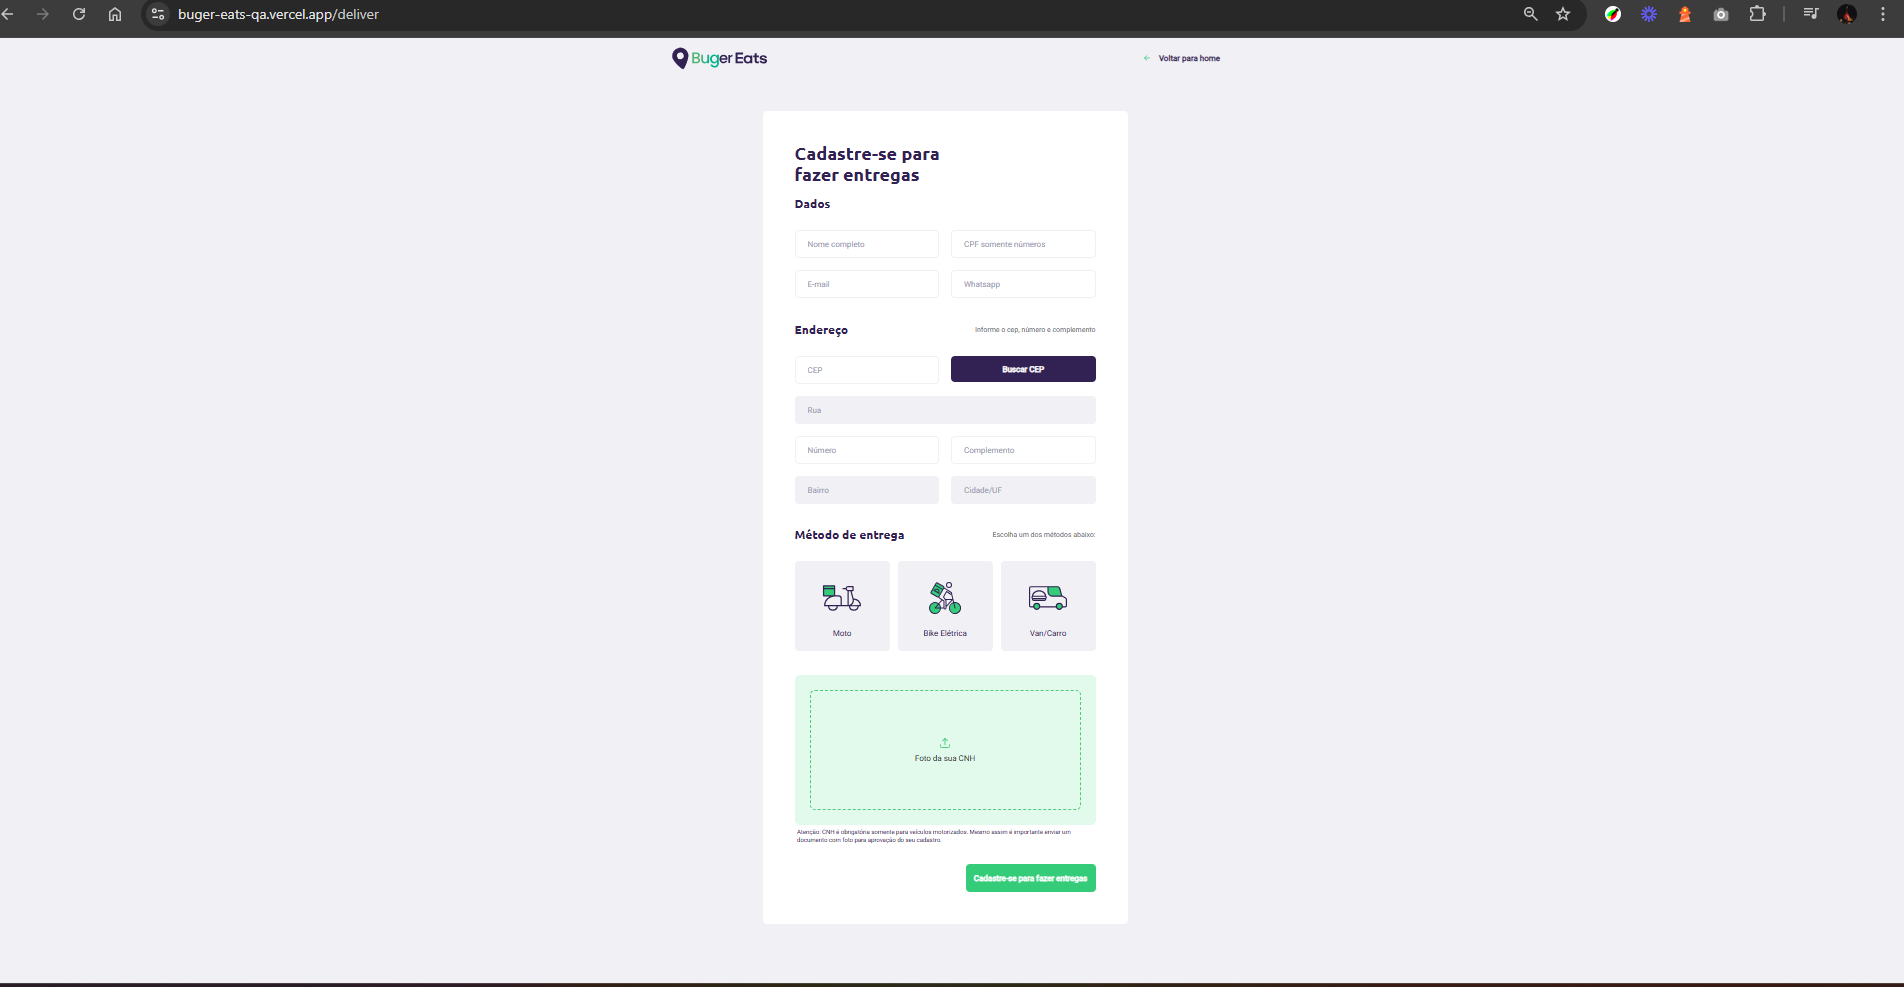 buger-eats-qa.vercel.app/deliver
Buger Eats
Voltar para home
Cadastre-se para
fazer entregas
Dados
Nome completo
CPF somente números
E-mail
Whatsapp
Endereço
Informe o cep, número e complemento
CEP
Buscar CEP
Rua
Número
Complemento
Bairro
Cidade/UF
Método de entrega
Escolha um dos métodos abaixo:
Moto
Bike Elétrica
Van/Carro
Foto da sua CNH
Atenção: CNH é obrigatória somente para veículos motorizados. Mesmo assim é importante enviar um
documento com foto para aprovação do seu cadastro.
Cadastre-se para fazer entregas